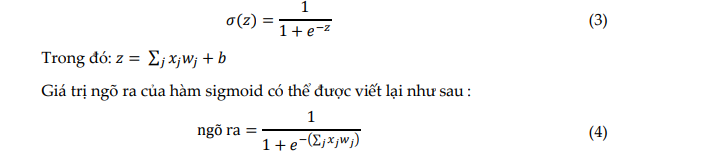 σ(z) = 1 / (1 + e^{−z}) (3)
Trong đó: z = ∑_j x_j w_j + b
Giá trị ngõ ra của hàm sigmoid có thể được viết lại như sau :
ngõ ra = 1 / (1 + e^{−(∑_j x_j w_j)}) (4)